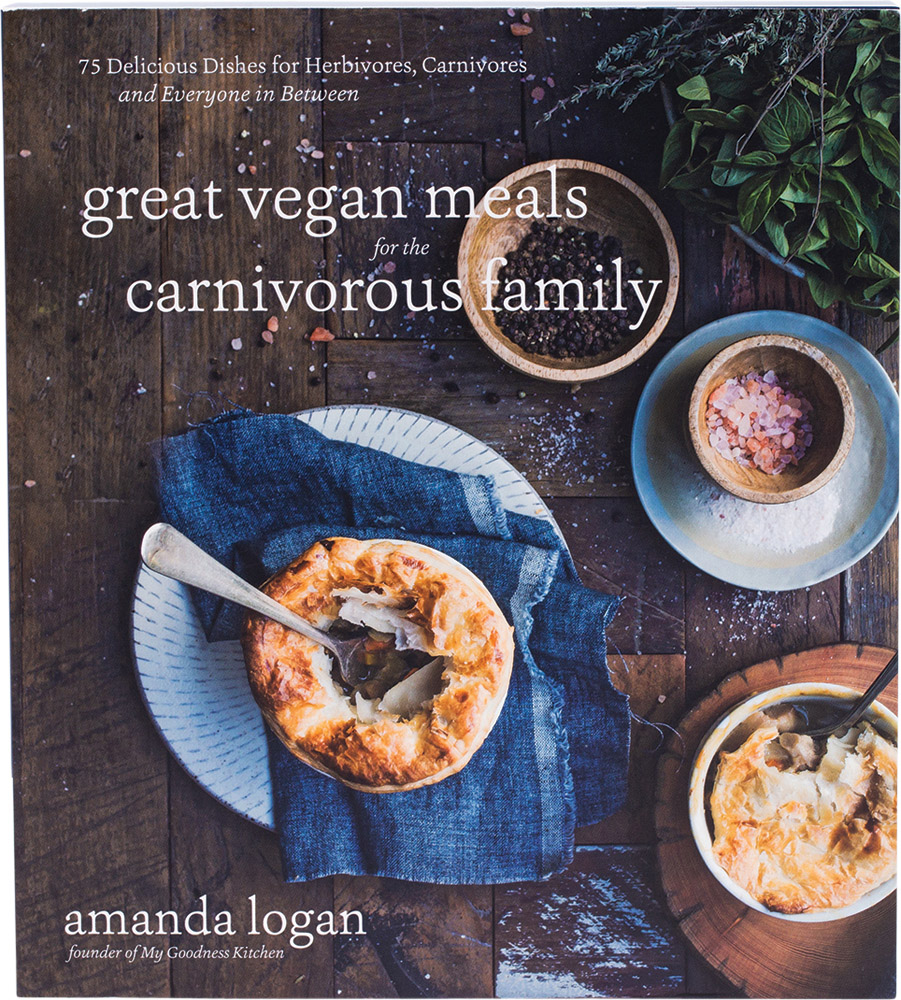 75 Delicious Dishes for Herbivores, Carnivores
and Everyone in Between
great vegan meals
for the
carnivorous family
amanda logan
founder of My Goodness Kitchen